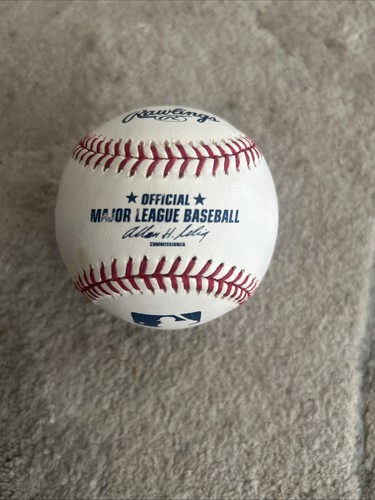 Rawlings
R
★ OFFICIAL ★
MAJOR LEAGUE BASEBALL
Allan H. Selig
COMMISSIONER